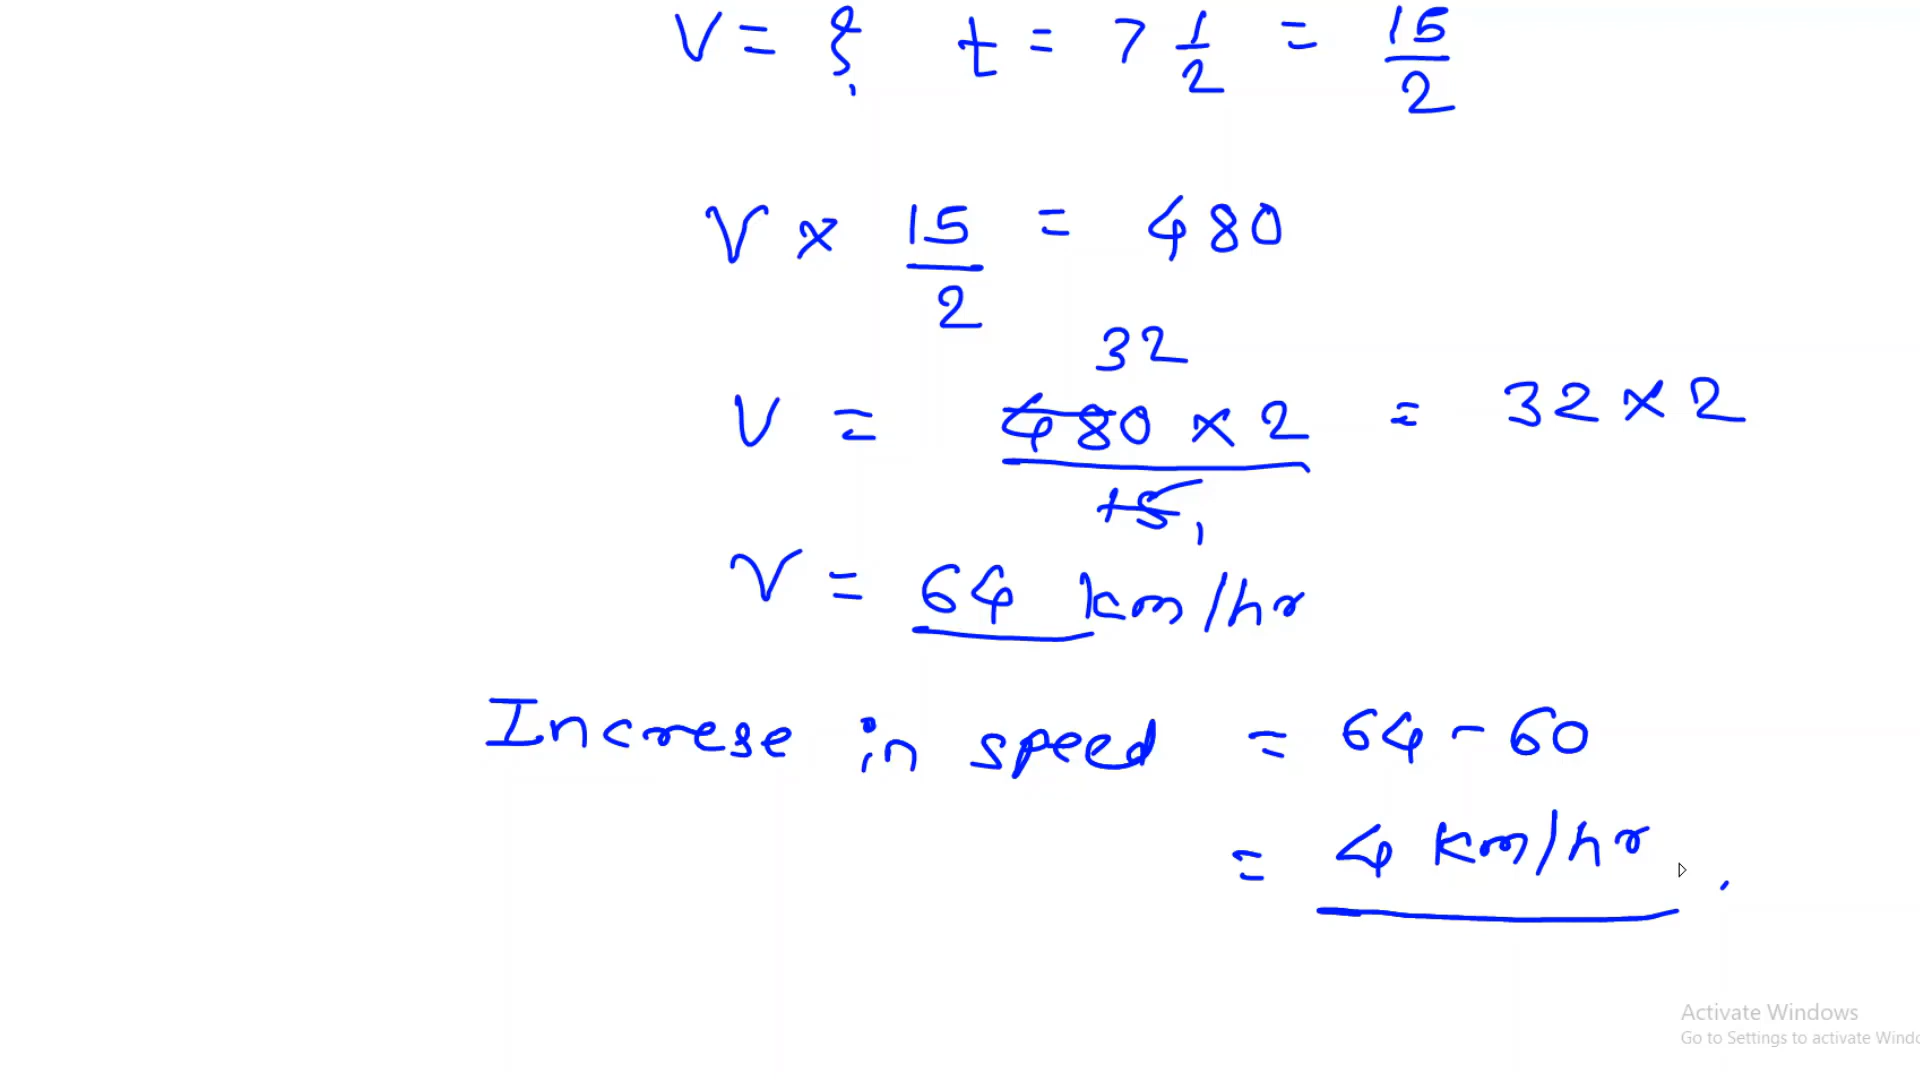 V = ? t = 7 1/2 = 15/2
V × 15/2 = 480
32
V = 480 × 2 / 15, = 32 × 2
V = 64 km/hr
Increse in speed = 64 - 60
= 4 km/hr .
Activate Windows
Go to Settings to activate Windo